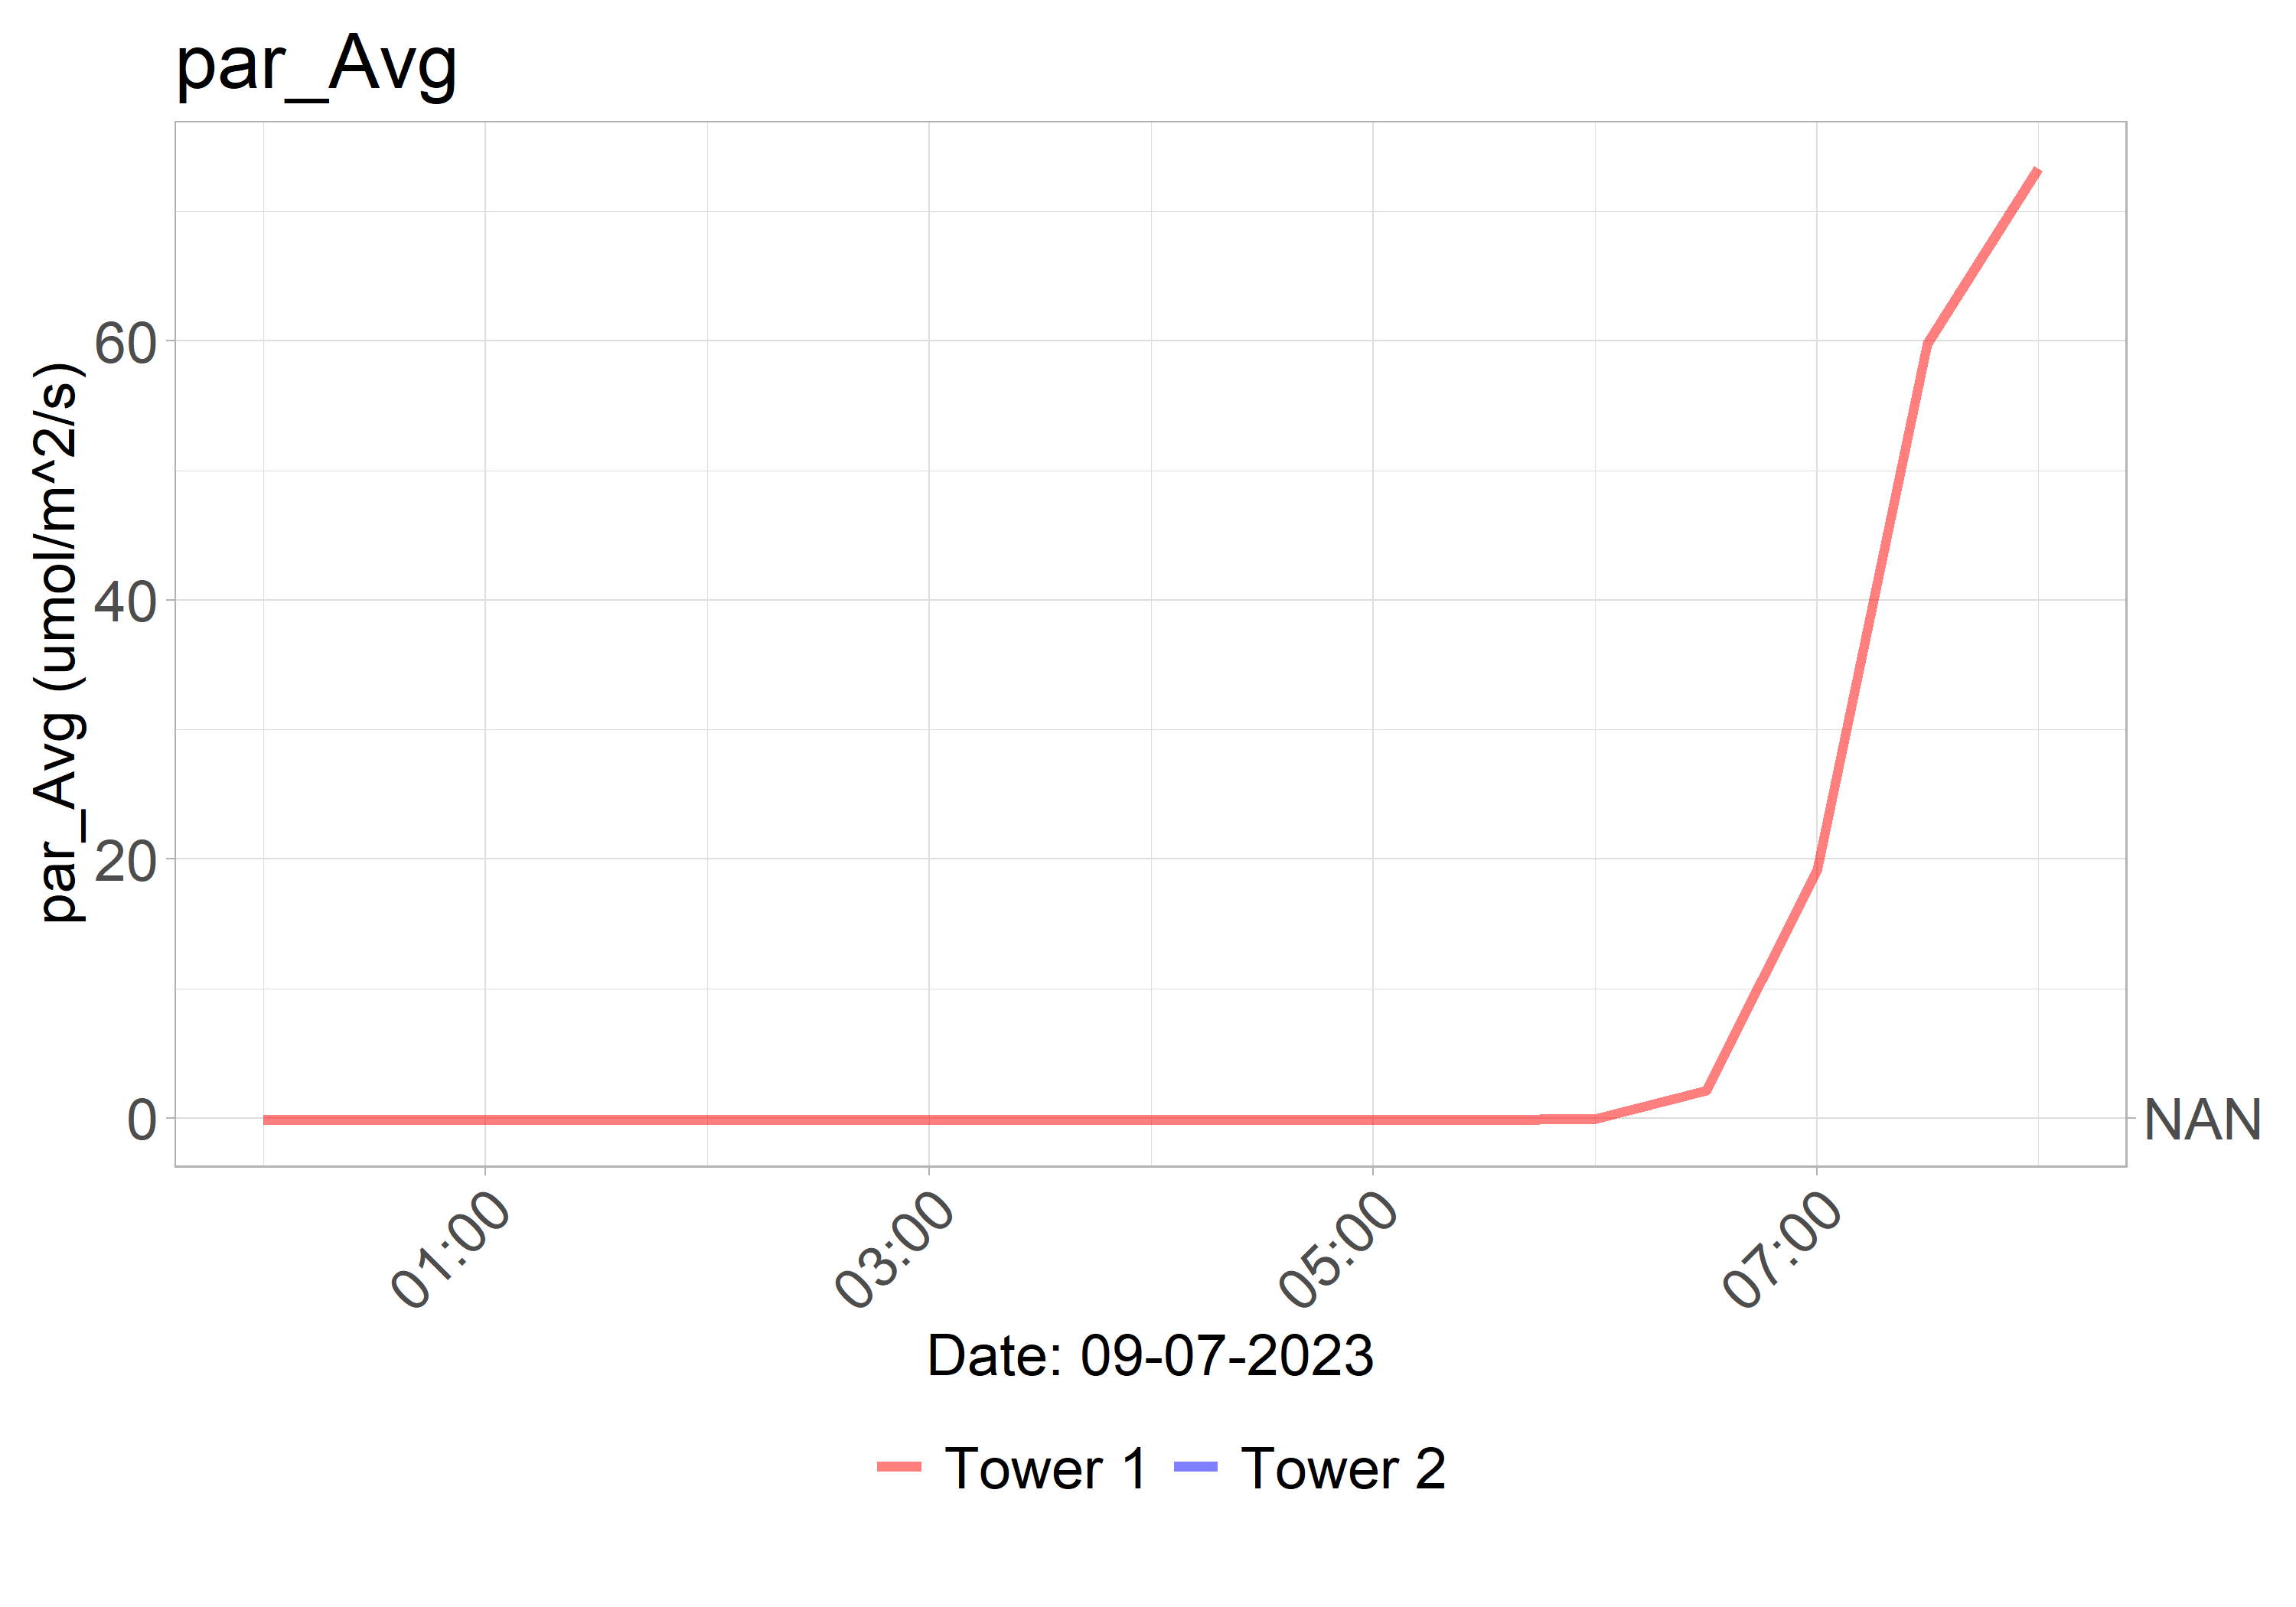 par_Avg
par_Avg (umol/m^2/s)
60
40
20
0
NAN
01:00
03:00
05:00
07:00
Date: 09-07-2023
Tower 1
Tower 2